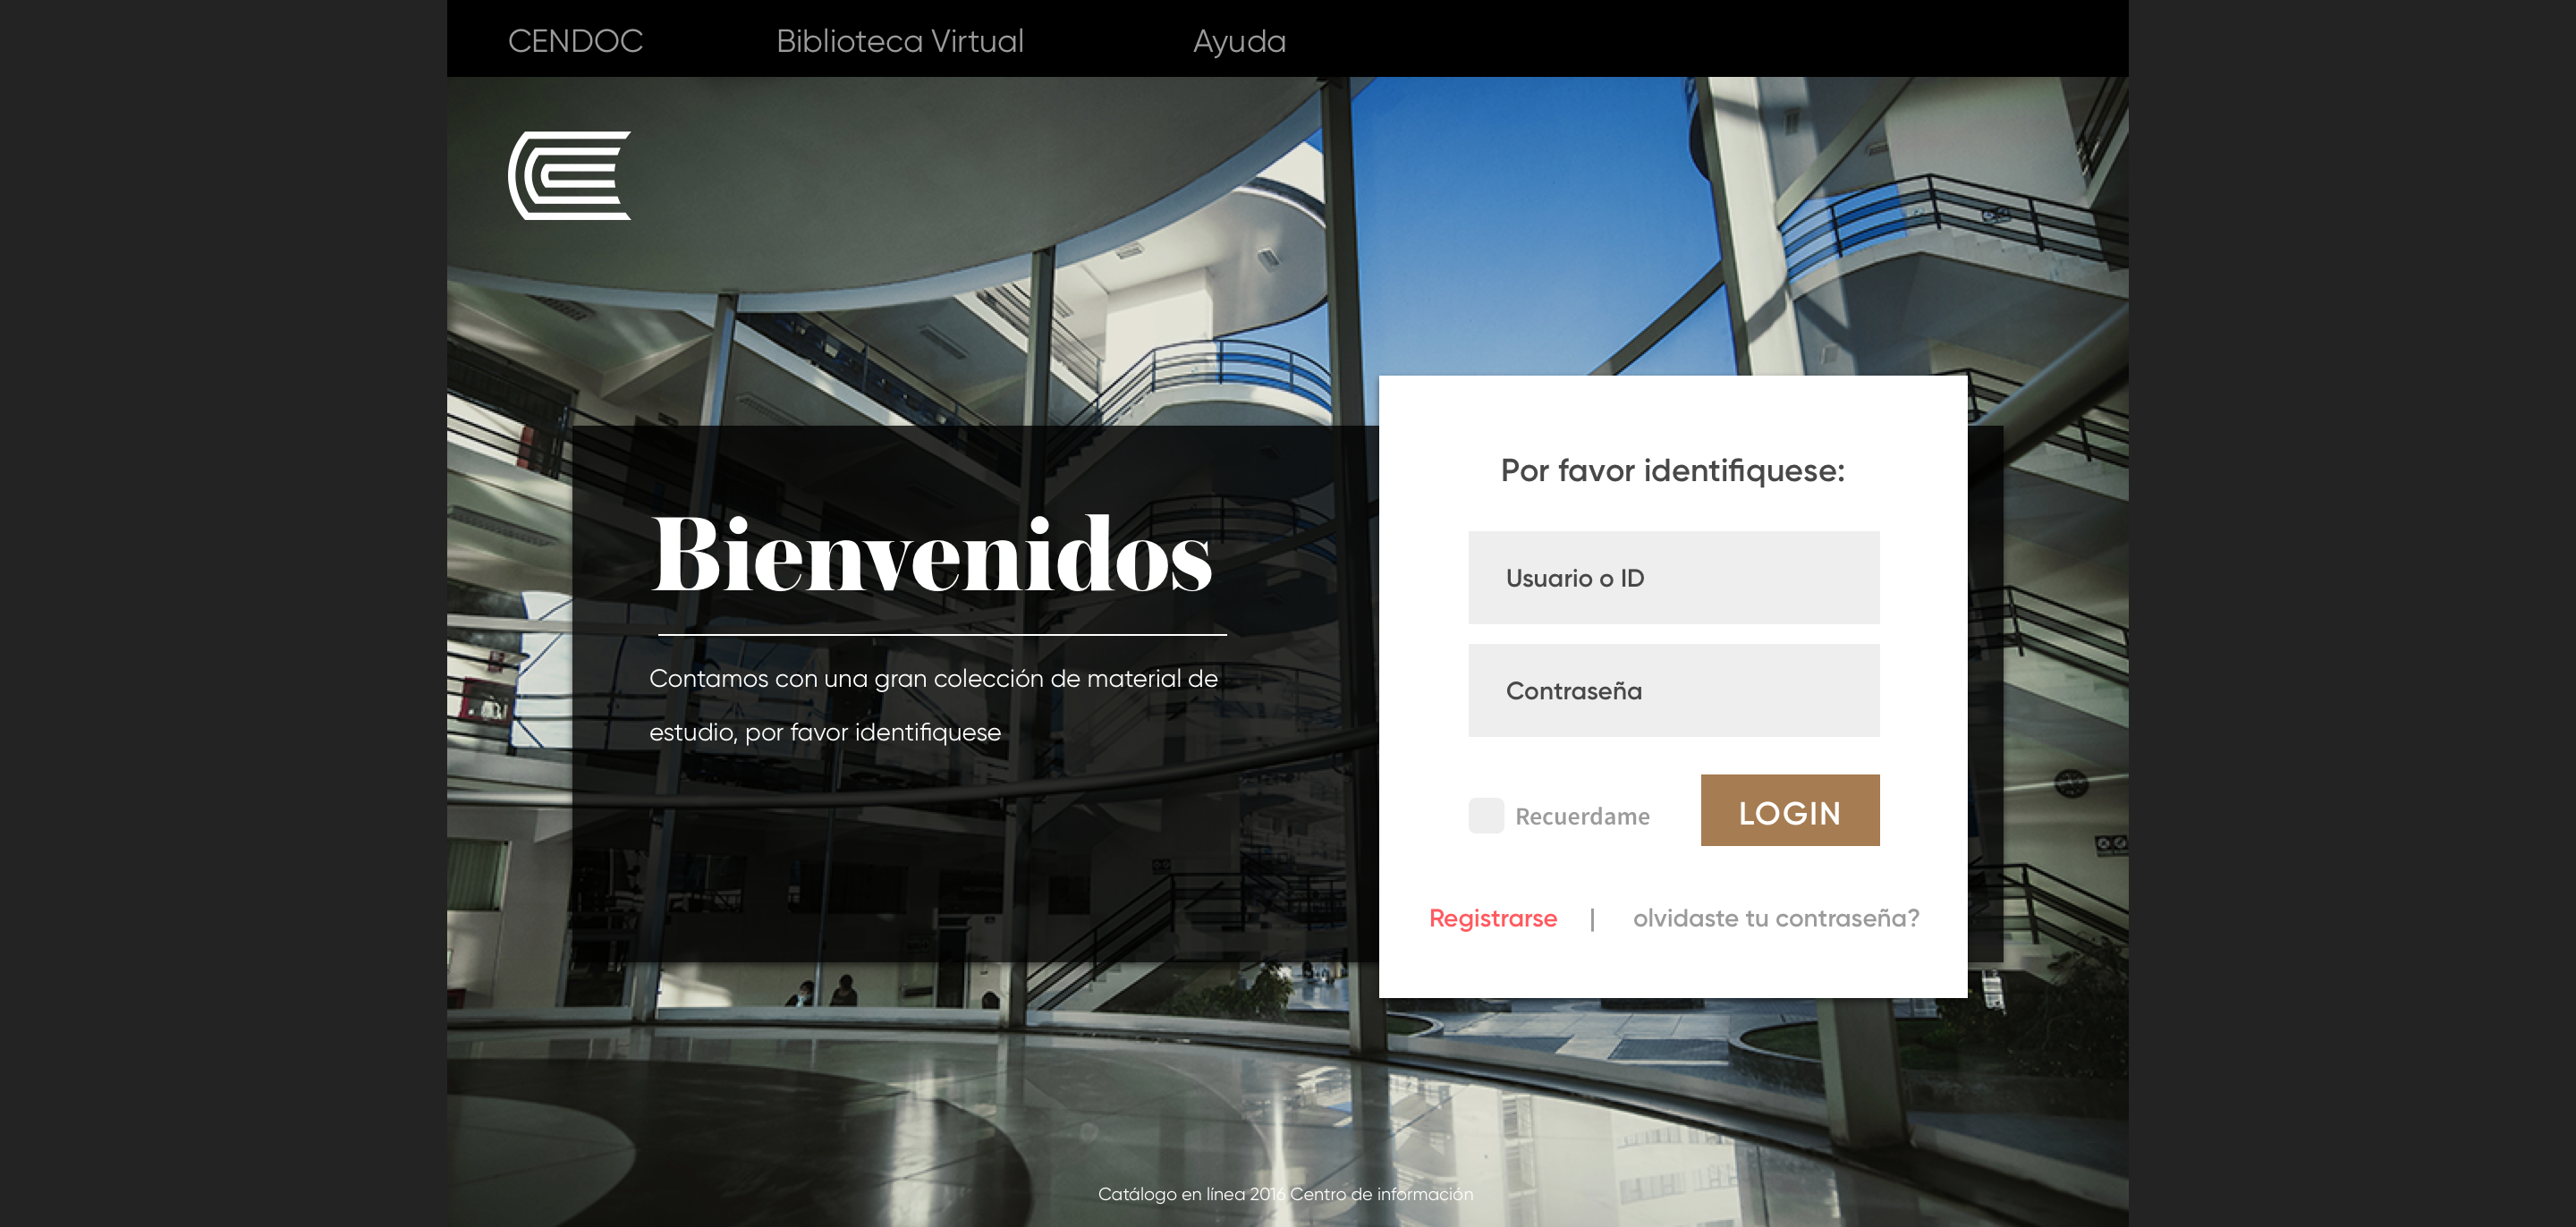 CENDOC
Biblioteca Virtual
Ayuda
Bienvenidos
Contamos con una gran colección de material de
estudio, por favor identifiquese
Por favor identifiquese:
Usuario o ID
Contraseña
Recuerdame
LOGIN
Registrarse | olvidaste tu contraseña?
Catálogo en línea 2016 Centro de información